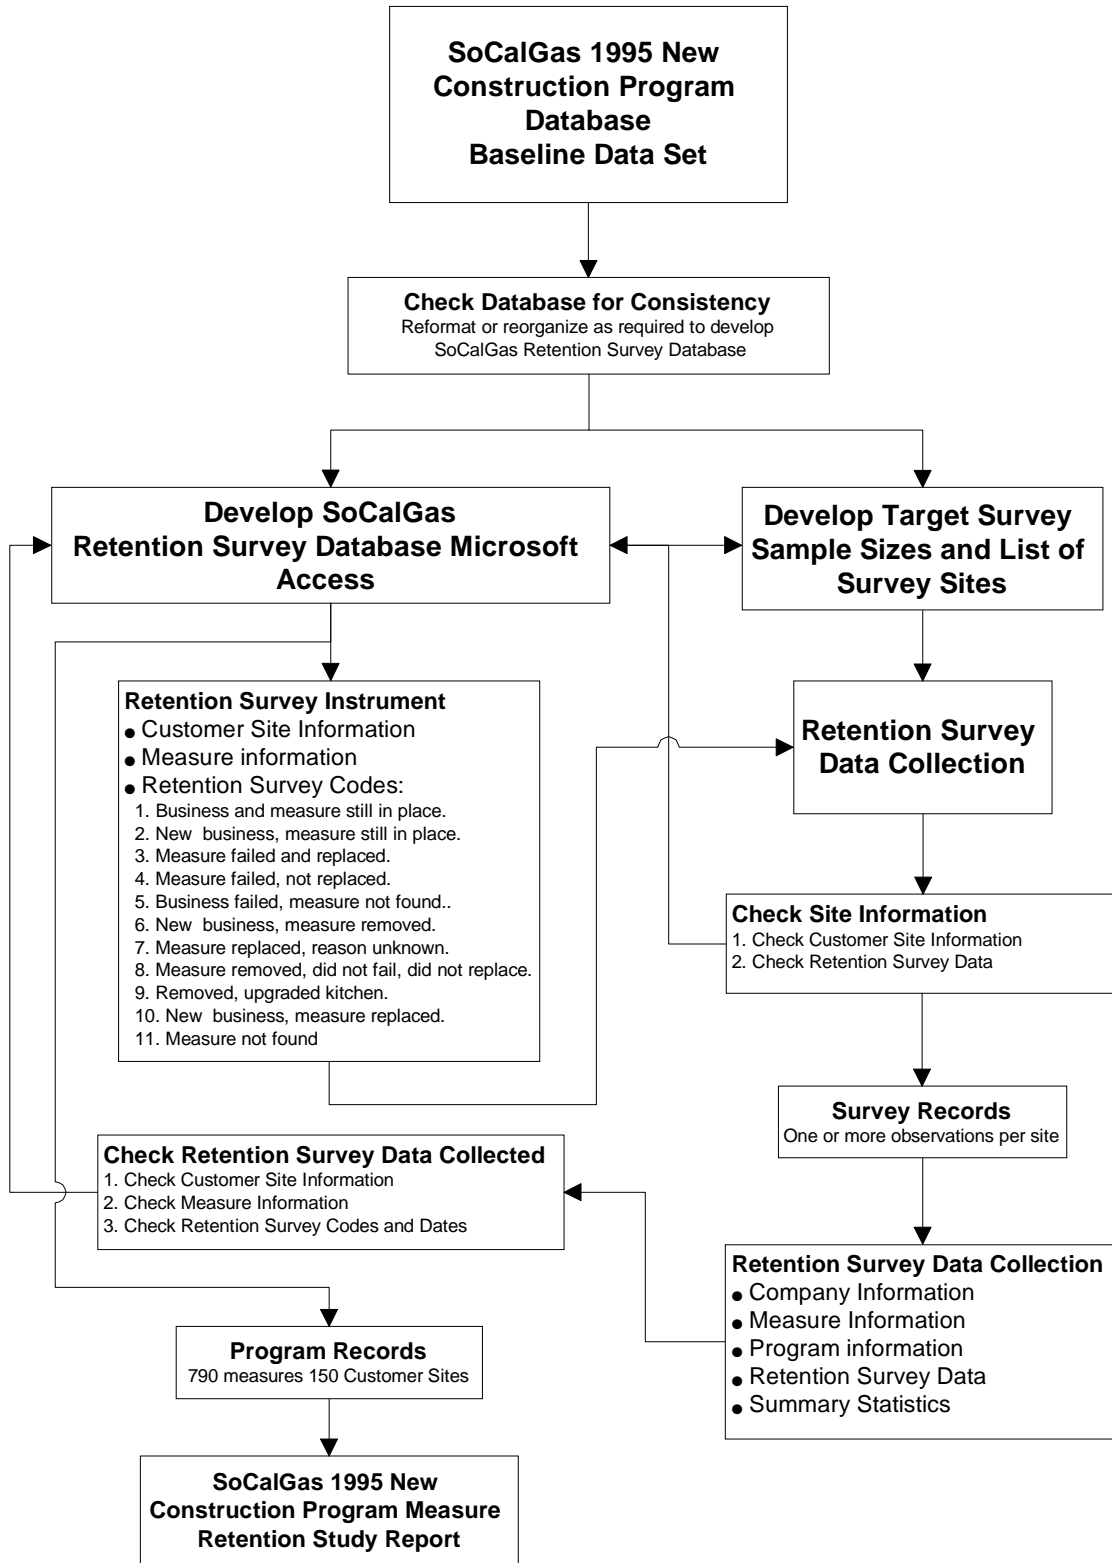 SoCalGas 1995 New
Construction Program
Database
Baseline Data Set
Check Database for Consistency
Reformat or reorganize as required to develop
SoCalGas Retention Survey Database
Develop SoCalGas
Retention Survey Database Microsoft
Access
Develop Target Survey
Sample Sizes and List of
Survey Sites
Retention Survey Instrument
● Customer Site Information
● Measure information
● Retention Survey Codes:
1. Business and measure still in place.
2. New  business, measure still in place.
3. Measure failed and replaced.
4. Measure failed, not replaced.
5. Business failed, measure not found..
6. New business, measure removed.
7. Measure replaced, reason unknown.
8. Measure removed, did not fail, did not replace.
9. Removed, upgraded kitchen.
10. New  business, measure replaced.
11. Measure not found
Retention Survey
Data Collection
Check Site Information
1. Check Customer Site Information
2. Check Retention Survey Data
Survey Records
One or more observations per site
Check Retention Survey Data Collected
1. Check Customer Site Information
2. Check Measure Information
3. Check Retention Survey Codes and Dates
Retention Survey Data Collection
● Company Information
● Measure Information
● Program information
● Retention Survey Data
● Summary Statistics
Program Records
790 measures 150 Customer Sites
SoCalGas 1995 New
Construction Program Measure
Retention Study Report